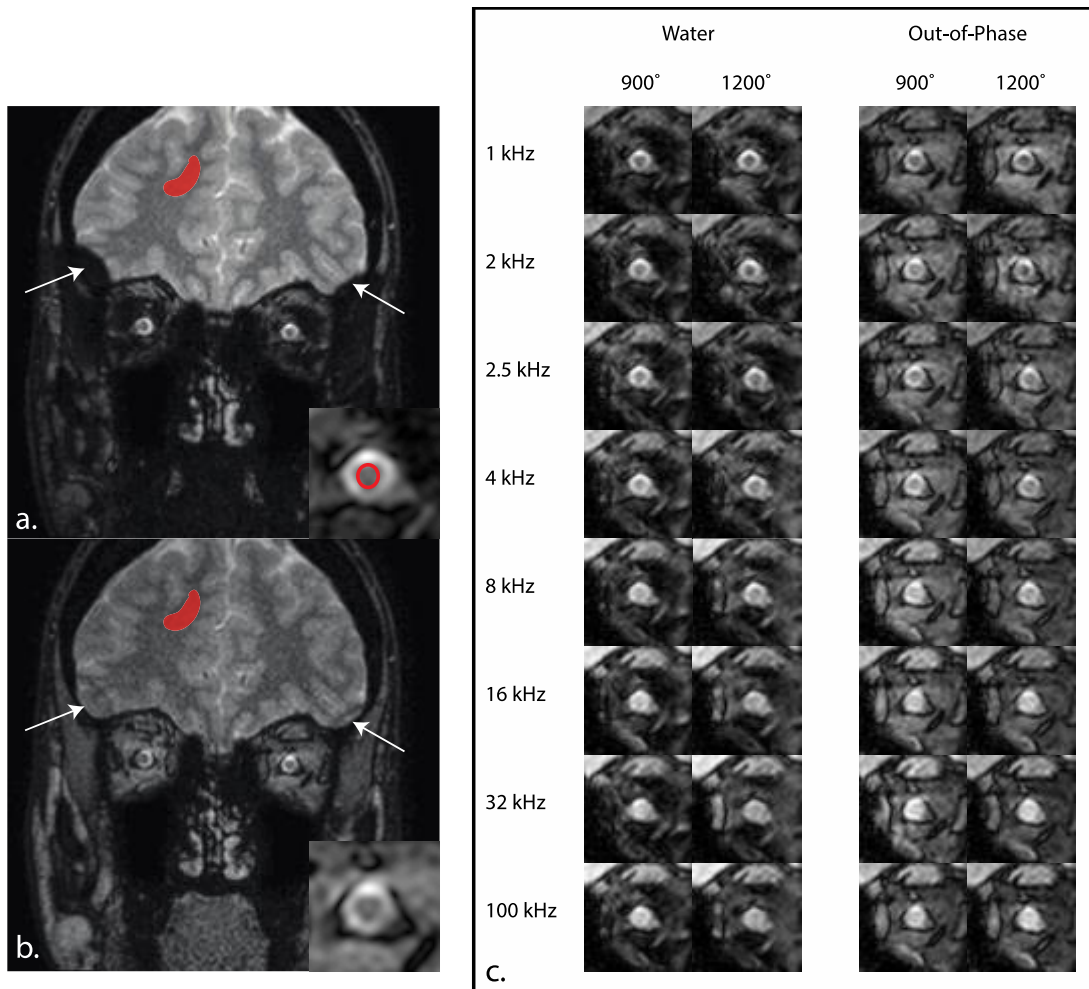 a.
b.
Water Out-of-Phase
900° 1200° 900° 1200°
1 kHz
2 kHz
2.5 kHz
4 kHz
8 kHz
16 kHz
32 kHz
100 kHz
c.